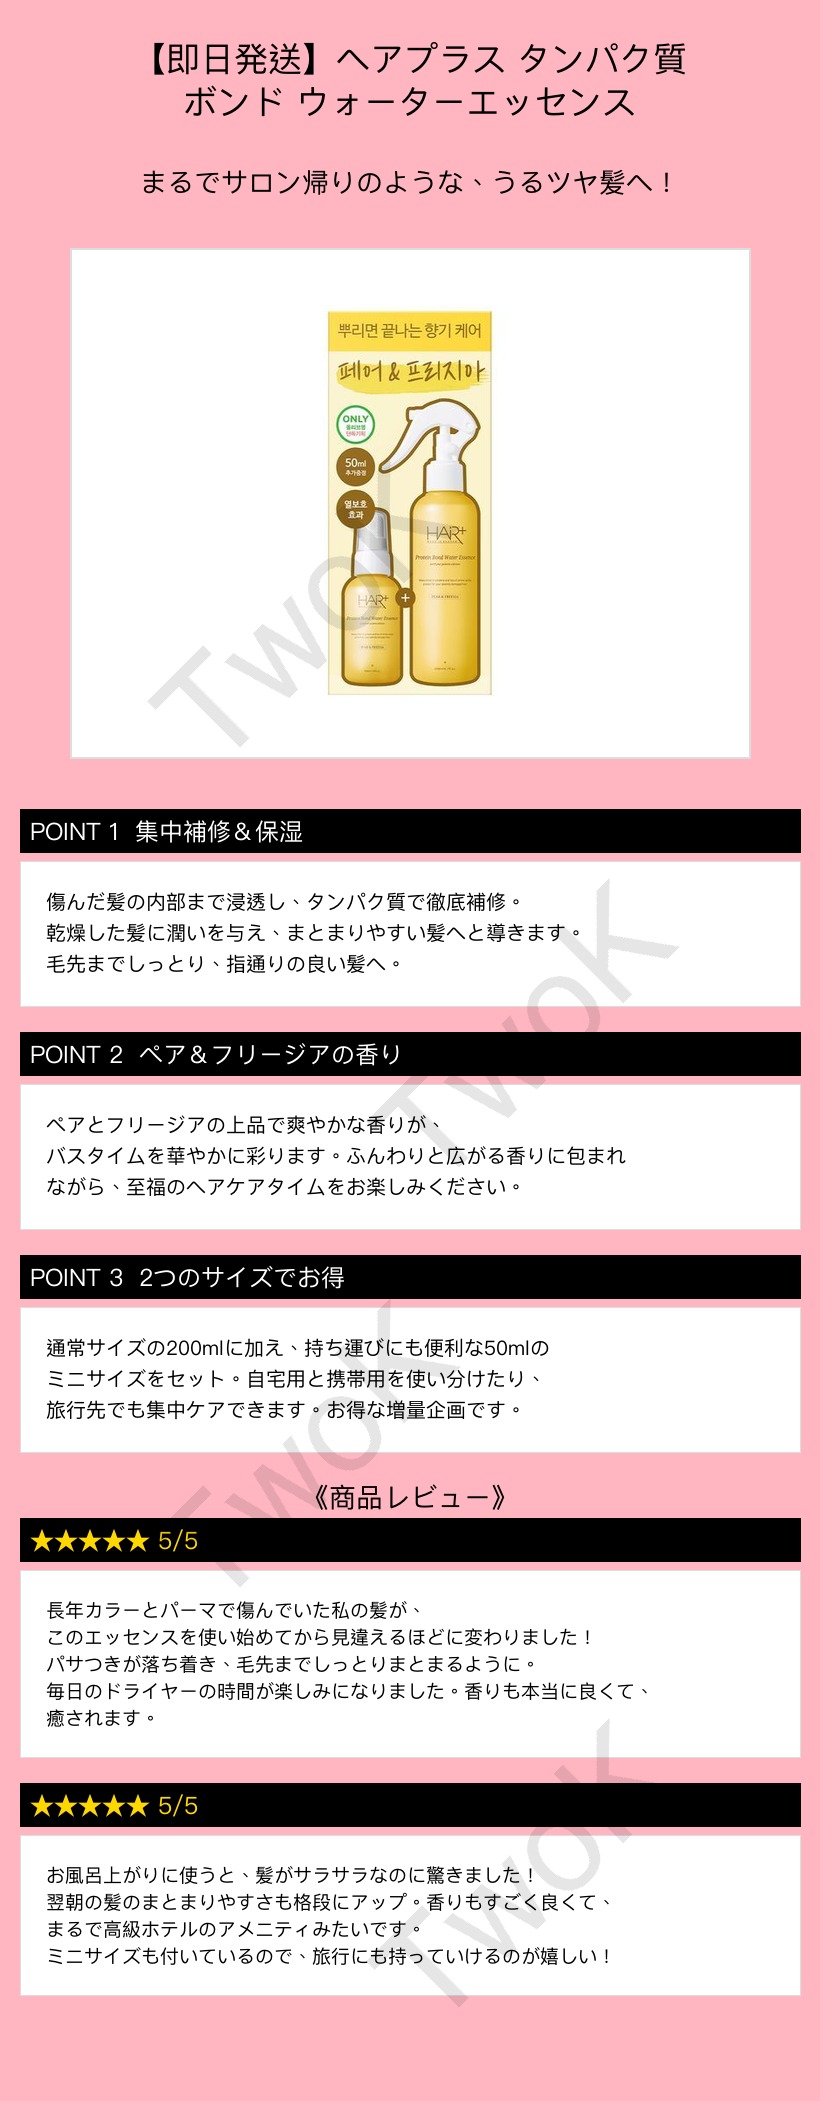 【即日発送】ヘアプラス タンパク質
ボンド ウォーターエッセンス
まるでサロン帰りのような、うるツヤ髪へ！
뿌리면 끝나는 향기 케어
페어 & 프리지아
ONLY
50ml
추가증정
열보호
효과
HAIR+
Protein Bond Water Essence
HAIR+
Protein Bond Water Essence
+
TwoK
POINT 1 集中補修＆保湿
傷んだ髪の内部まで浸透し、タンパク質で徹底補修。
乾燥した髪に潤いを与え、まとまりやすい髪へと導きます。
毛先までしっとり、指通りの良い髪へ。
TwoK
POINT 2 ペア＆フリージアの香り
ペアとフリージアの上品で爽やかな香りが、
バスタイムを華やかに彩ります。ふんわりと広がる香りに包まれ
ながら、至福のヘアケアタイムをお楽しみください。
POINT 3 2つのサイズでお得
通常サイズの200mlに加え、持ち運びにも便利な50mlの
ミニサイズをセット。自宅用と携帯用を使い分けたり、
旅行先でも集中ケアできます。お得な増量企画です。
TwoK
《商品レビュー》
★★★★★ 5/5
長年カラーとパーマで傷んでいた私の髪が、
このエッセンスを使い始めてから見違えるほどに変わりました！
パサつきが落ち着き、毛先までしっとりまとまるように。
毎日のドライヤーの時間が楽しみになりました。香りも本当に良くて、
癒されます。
★★★★★ 5/5
お風呂上がりに使うと、髪がサラサラなのに驚きました！
翌朝の髪のまとまりやすさも格段にアップ。香りもすごく良くて、
まるで高級ホテルのアメニティみたいです。
ミニサイズも付いているので、旅行にも持っていけるのが嬉しい！
TwoK